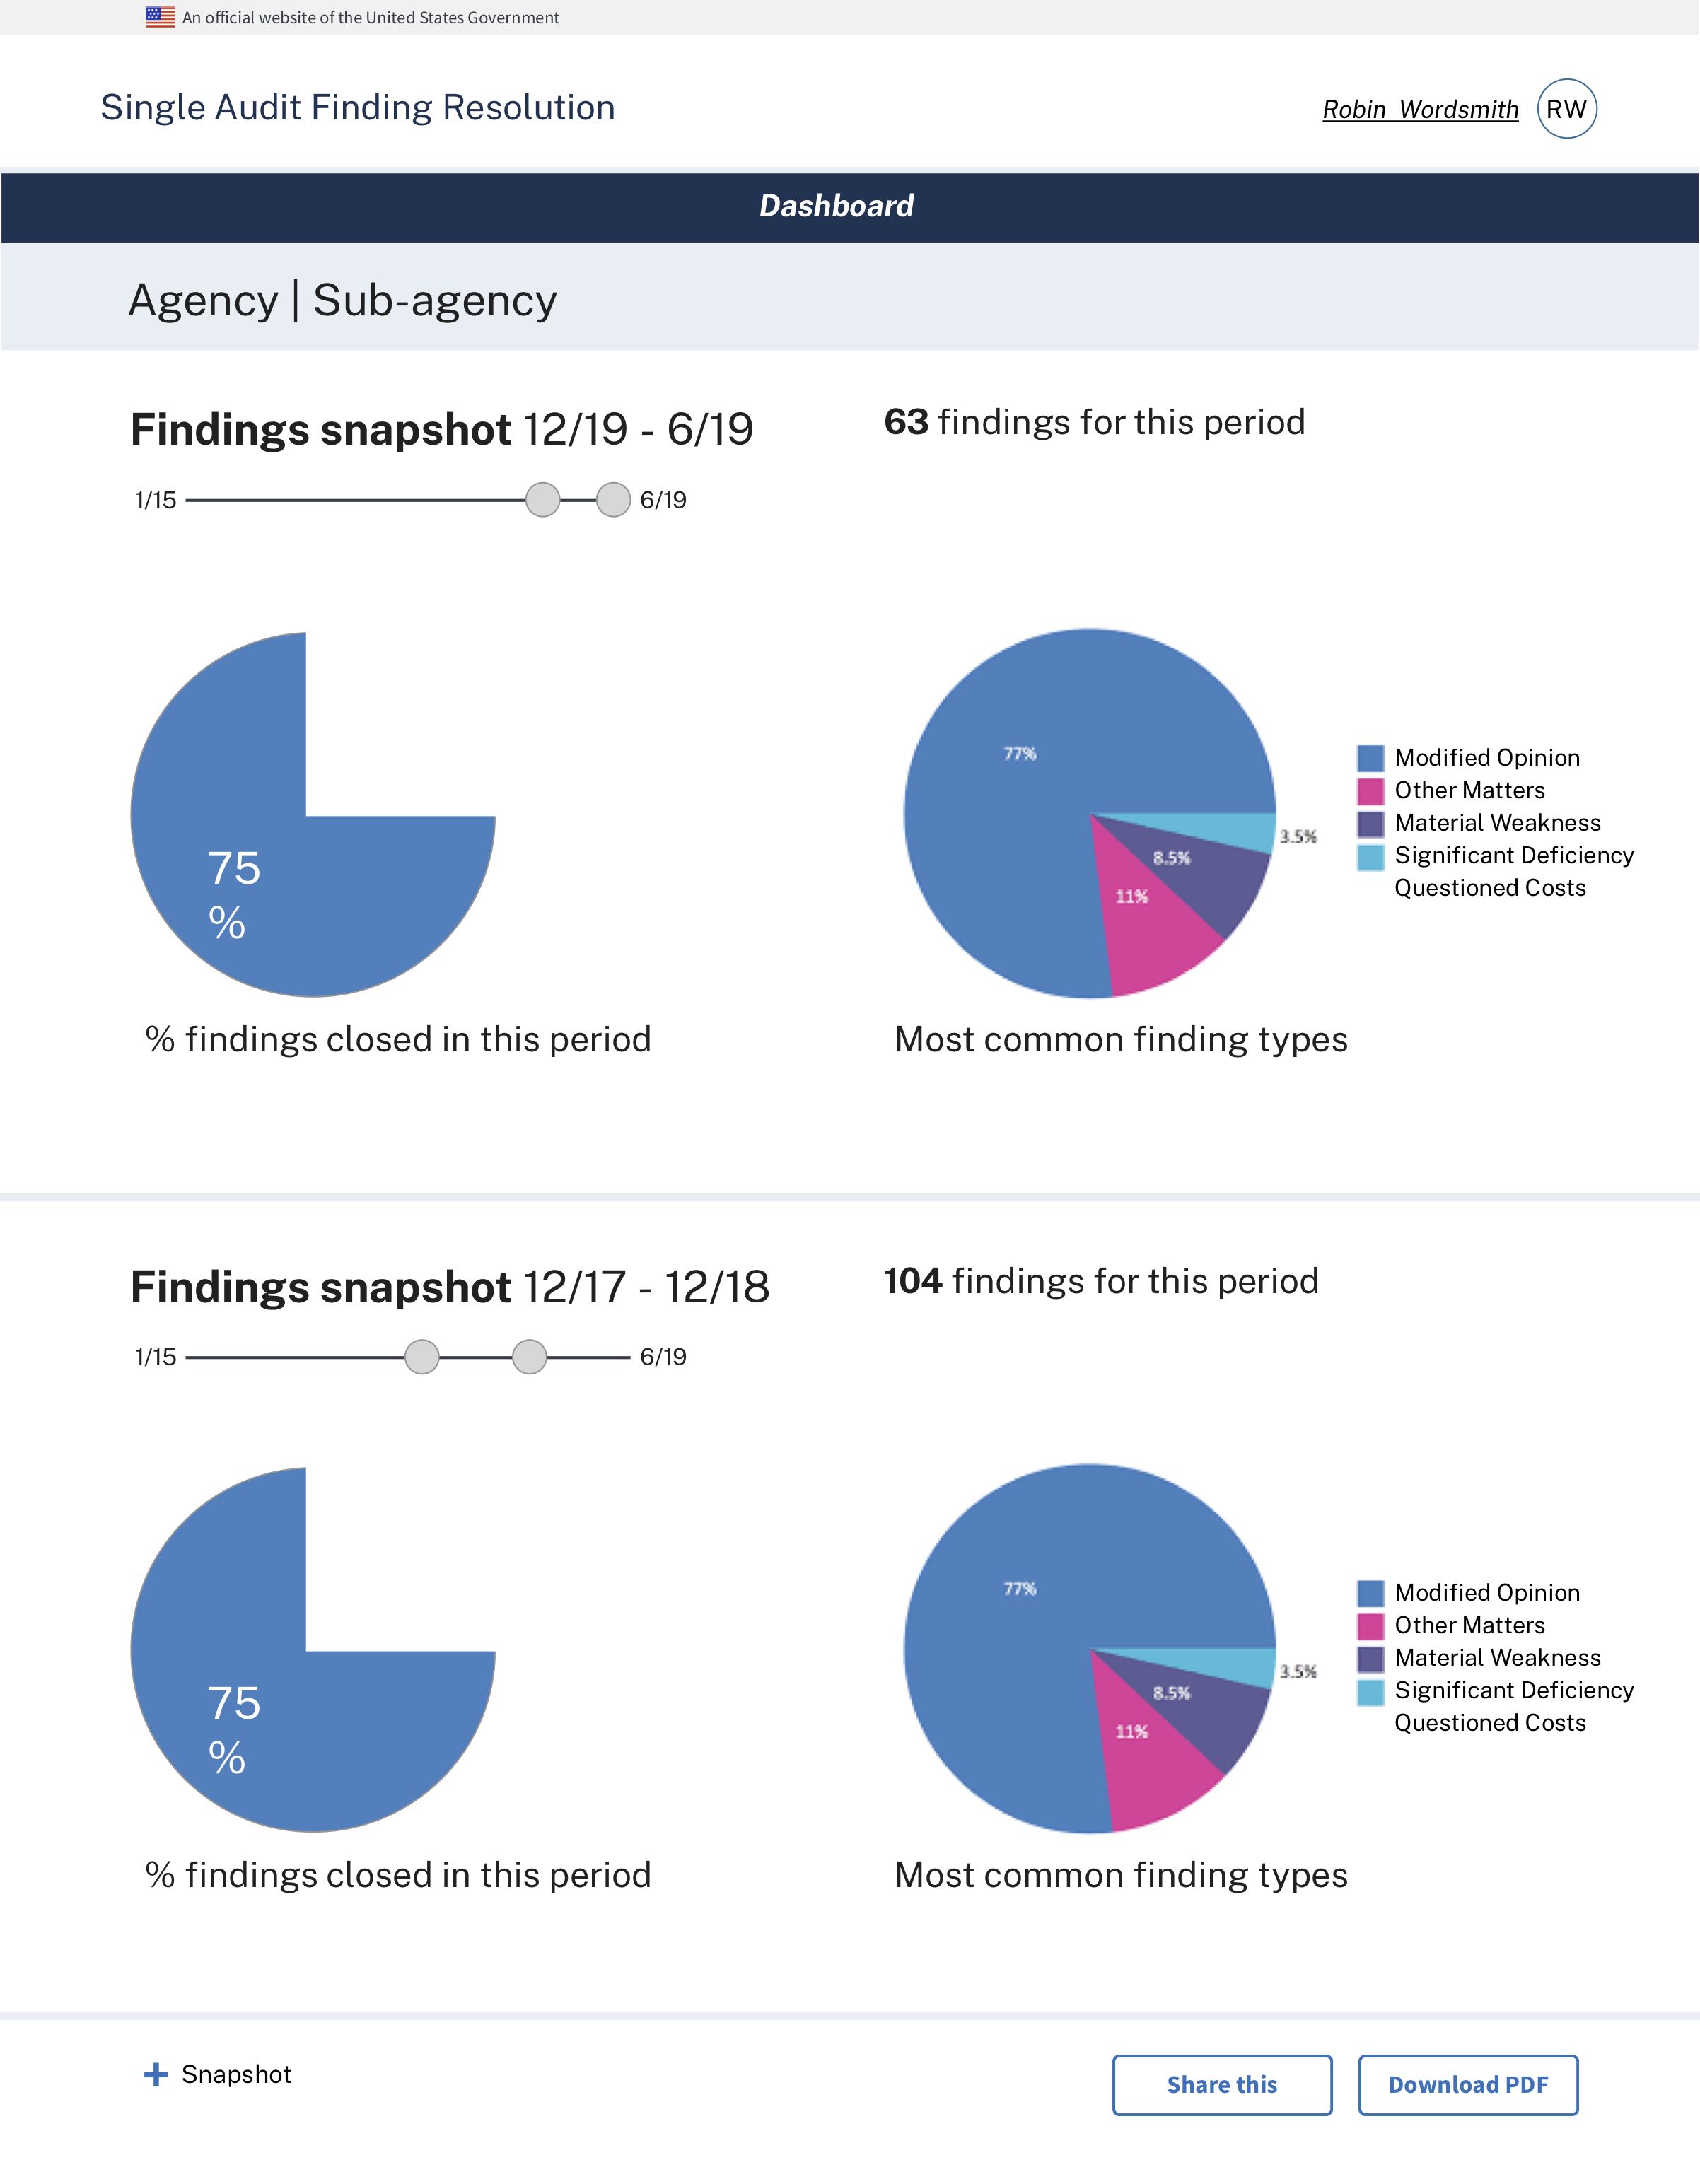 An official website of the United States Government
Single Audit Finding Resolution
Robin Wordsmith
RW
Dashboard
Agency | Sub-agency
Findings snapshot 12/19 - 6/19
63 findings for this period
1/15
6/19
75
%
77%
3.5%
8.5%
11%
Modified Opinion
Other Matters
Material Weakness
Significant Deficiency
Questioned Costs
% findings closed in this period
Most common finding types
Findings snapshot 12/17 - 12/18
104 findings for this period
1/15
6/19
75
%
77%
3.5%
8.5%
11%
Modified Opinion
Other Matters
Material Weakness
Significant Deficiency
Questioned Costs
% findings closed in this period
Most common finding types
+ Snapshot
Share this
Download PDF